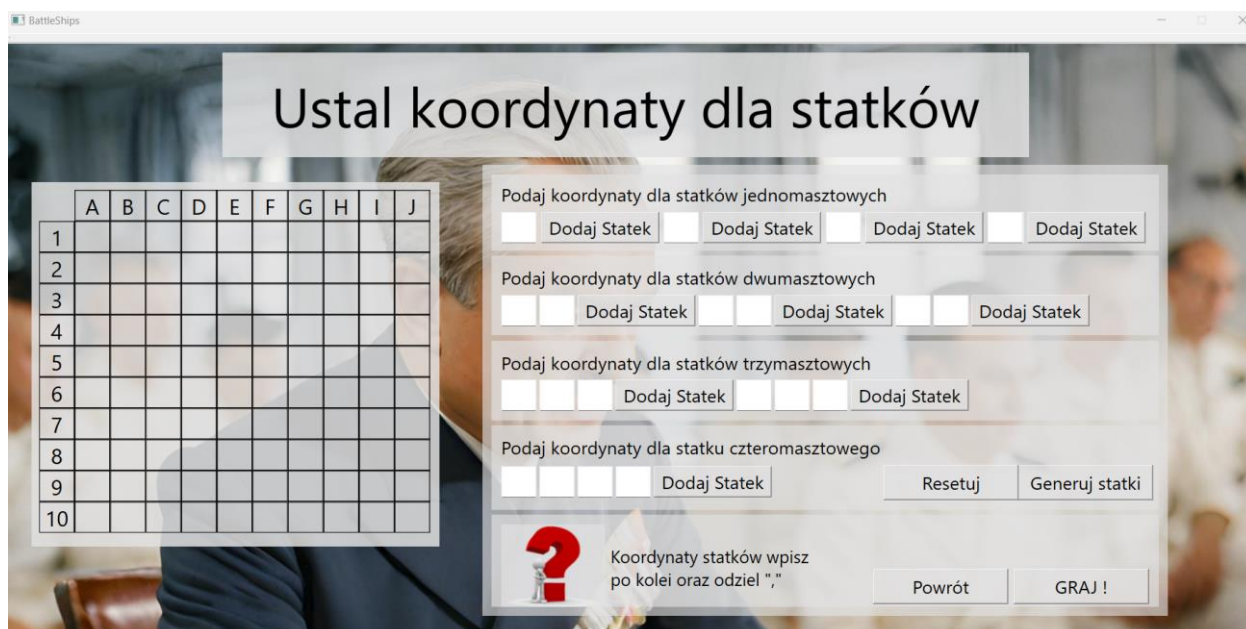 BattleShips
Ustal koordynaty dla statków
A B C D E F G H I J
1
2
3
4
5
6
7
8
9
10
Podaj koordynaty dla statków jednomasztowych
Dodaj Statek Dodaj Statek Dodaj Statek Dodaj Statek
Podaj koordynaty dla statków dwumasztowych
Dodaj Statek Dodaj Statek Dodaj Statek
Podaj koordynaty dla statków trzymasztowych
Dodaj Statek Dodaj Statek
Podaj koordynaty dla statku czteromasztowego
Dodaj Statek Resetuj Generuj statki
Koordynaty statków wpisz
po kolei oraz odziel ","
Powrót GRAJ !